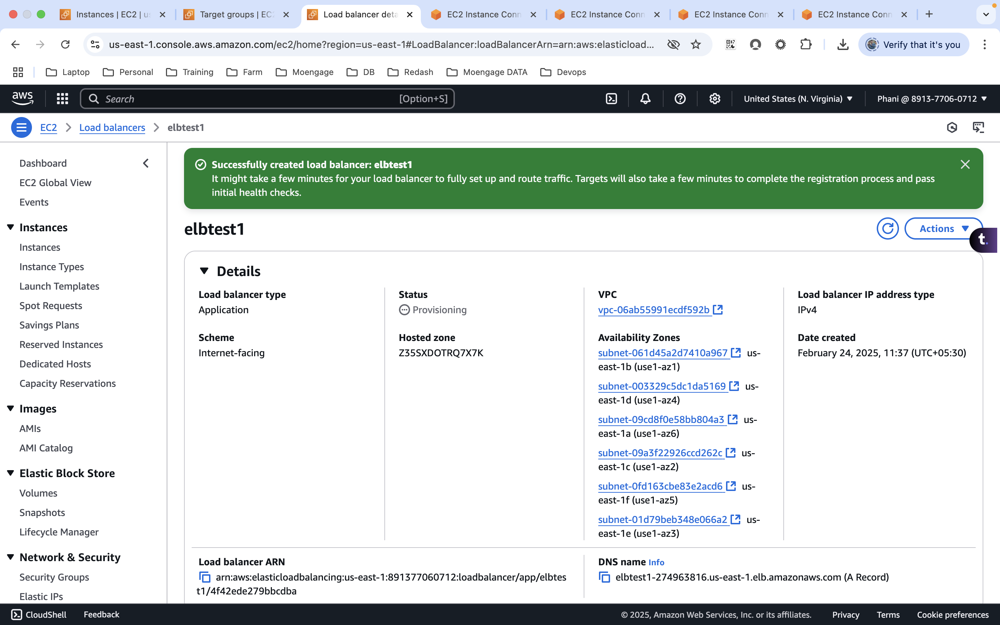 Instances | EC2 | us
Target groups | EC2
Load balancer deta
EC2 Instance Conn
EC2 Instance Conn
EC2 Instance Conn
EC2 Instance Conn
us-east-1.console.aws.amazon.com/ec2/home?region=us-east-1#LoadBalancer:loadBalancerArn=arn:aws:elasticload...
Verify that it's you
Laptop
Personal
Training
Farm
Moengage
DB
Redash
Moengage DATA
Devops
aws
Search
[Option+S]
United States (N. Virginia)
Phani @ 8913-7706-0712
EC2
Load balancers
elbtest1
Dashboard
EC2 Global View
Events
Instances
Instances
Instance Types
Launch Templates
Spot Requests
Savings Plans
Reserved Instances
Dedicated Hosts
Capacity Reservations
Images
AMIs
AMI Catalog
Elastic Block Store
Volumes
Snapshots
Lifecycle Manager
Network & Security
Security Groups
Elastic IPs
Successfully created load balancer: elbtest1
It might take a few minutes for your load balancer to fully set up and route traffic. Targets will also take a few minutes to complete the registration process and pass
initial health checks.
elbtest1
Actions
t.
Details
Load balancer type
Application
Scheme
Internet-facing
Status
Provisioning
Hosted zone
Z35SXDOTRQ7X7K
VPC
vpc-06ab55991ecdf592b
Availability Zones
subnet-061d45a2d7410a967 us-
east-1b (use1-az1)
subnet-003329c5dc1da5169 us-
east-1d (use1-az4)
subnet-09cd8f0e58bb804a3 us-
east-1a (use1-az6)
subnet-09a3f22926ccd262c us-
east-1c (use1-az2)
subnet-0fd163cbe83e2acd6 us-
east-1f (use1-az5)
subnet-01d79beb348e066a2 us-
east-1e (use1-az3)
Load balancer IP address type
IPv4
Date created
February 24, 2025, 11:37 (UTC+05:30)
Load balancer ARN
arn:aws:elasticloadbalancing:us-east-1:891377060712:loadbalancer/app/elbtes
t1/4f42ede279bbcdba
DNS name Info
elbtest1-274963816.us-east-1.elb.amazonaws.com (A Record)
CloudShell
Feedback
© 2025, Amazon Web Services, Inc. or its affiliates.
Privacy
Terms
Cookie preferences